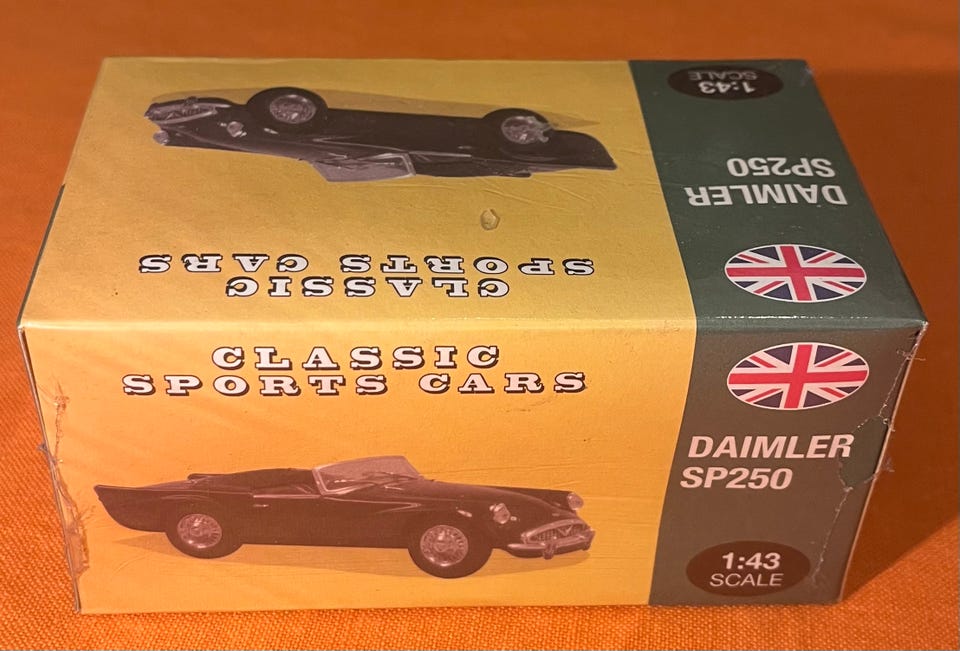 1:43
SCALE
DAIMLER
SP250
CLASSIC
SPORTS CARS
CLASSIC
SPORTS CARS
DAIMLER
SP250
1:43
SCALE